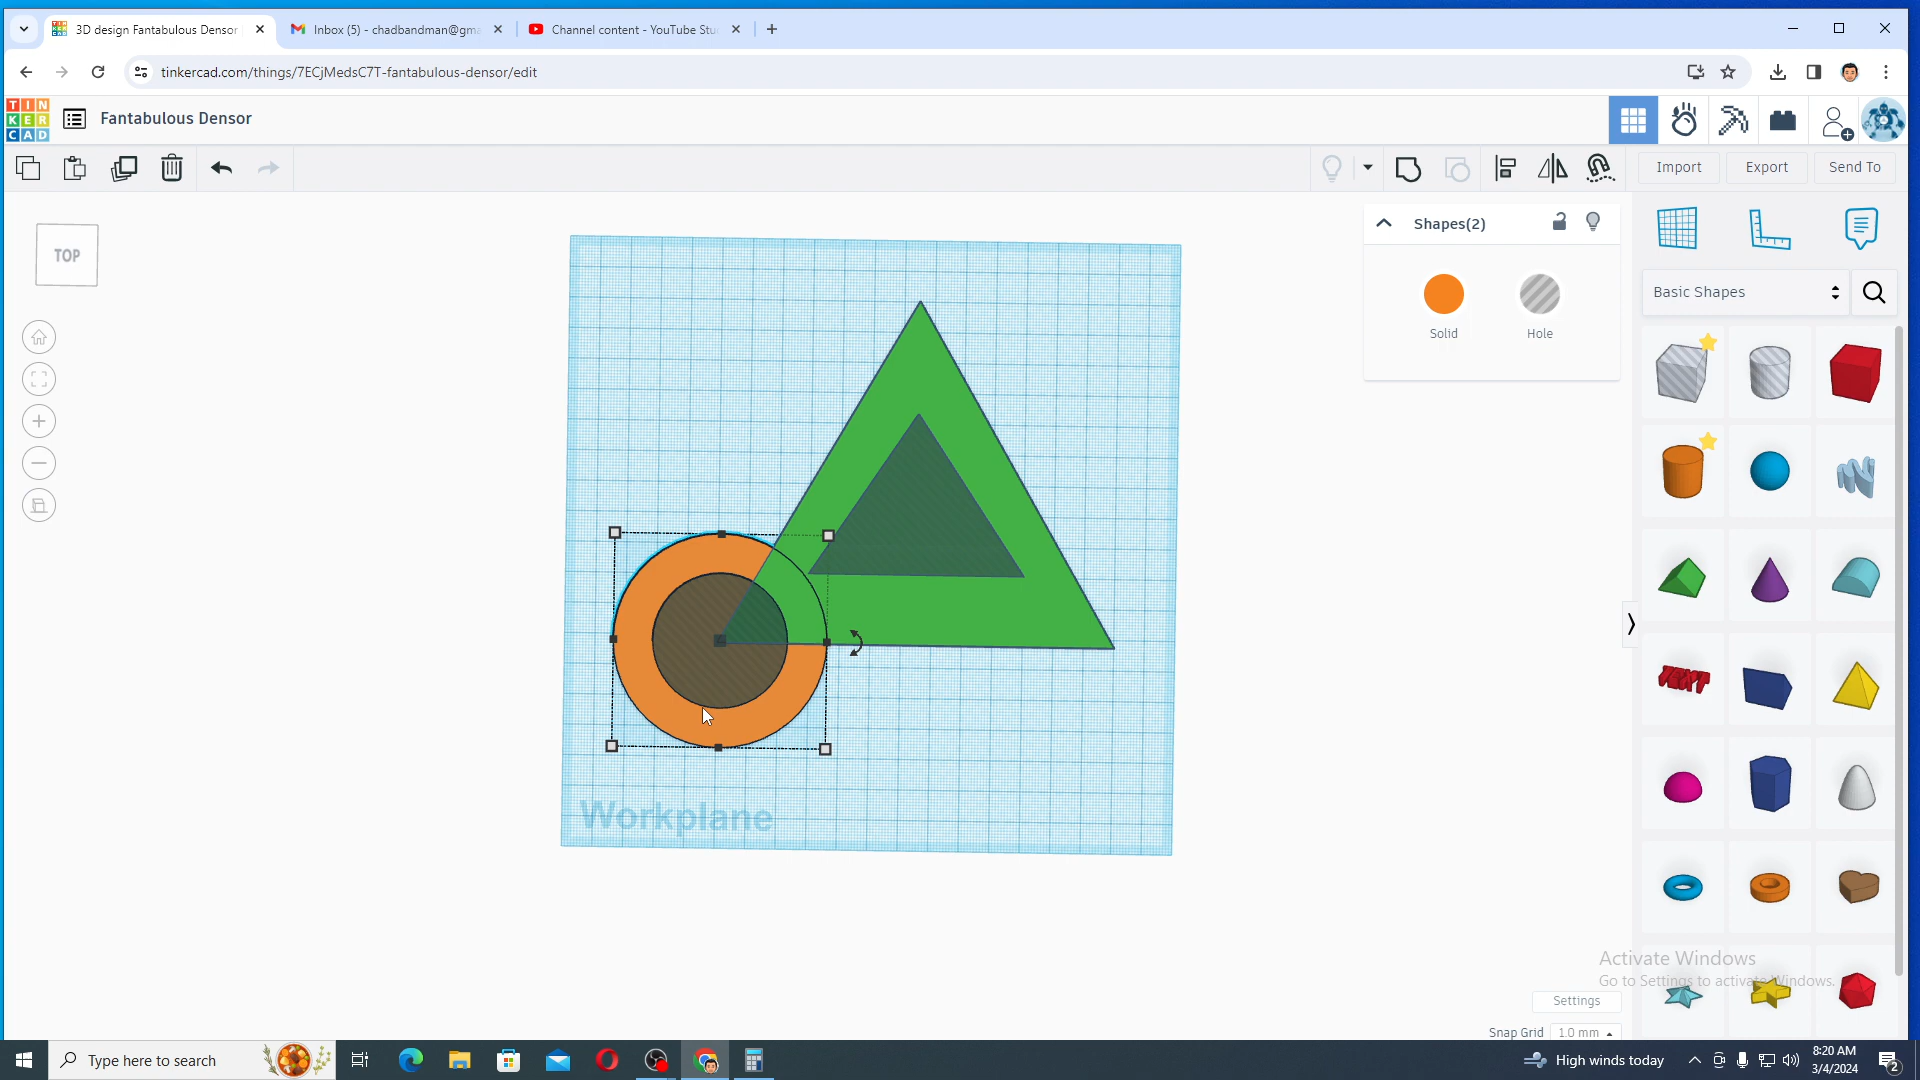 3D design Fantabulous Densor
Inbox (5) - chadbandman@gm
Channel content - YouTube Stu
tinkercad.com/things/7ECjMedsC7T-fantabulous-densor/edit
TIN
KER
CAD
Fantabulous Densor
Import
Export
Send To
TOP
Shapes(2)
Solid
Hole
Basic Shapes
TEXT
Workplane
Activate Windows
Go to Settings to activate Windows.
Settings
Snap Grid 1.0 mm
Type here to search
High winds today
8:20 AM
3/4/2024
2